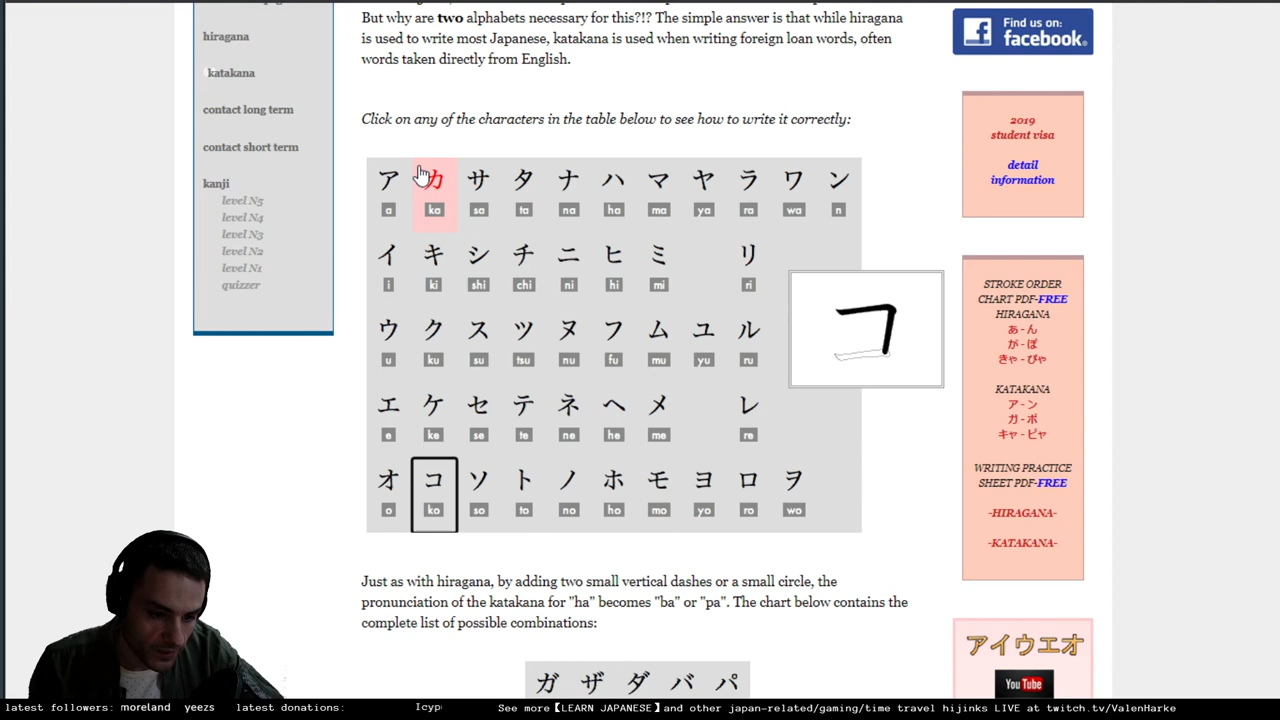 But why are two alphabets necessary for this?!? The simple answer is that while hiragana
is used to write most Japanese, katakana is used when writing foreign loan words, often
words taken directly from English.
Click on any of the characters in the table below to see how to write it correctly:
hiragana
katakana
contact long term
contact short term
kanji
level N5
level N4
level N3
level N2
level N1
quizzer
ア カ サ タ ナ ハ マ ヤ ラ ワ ン
a ka sa ta na ha ma ya ra wa n
イ キ シ チ ニ ヒ ミ リ
i ki shi chi ni hi mi ri
ウ ク ス ツ ヌ フ ム ユ ル
u ku su tsu nu fu mu yu ru
エ ケ セ テ ネ ヘ メ レ
e ke se te ne he me re
オ コ ソ ト ノ ホ モ ヨ ロ ヲ
o ko so to no ho mo yo ro wo
コ
Just as with hiragana, by adding two small vertical dashes or a small circle, the
pronunciation of the katakana for "ha" becomes "ba" or "pa". The chart below contains the
complete list of possible combinations:
ガ ザ ダ バ パ
Find us on:
facebook
2019
student visa
detail
information
STROKE ORDER
CHART PDF-FREE
HIRAGANA
あ - ん
が - ぽ
きゃ - ぴゃ
KATAKANA
ア - ン
ガ - ポ
キャ - ピャ
WRITING PRACTICE
SHEET PDF-FREE
-HIRAGANA-
-KATAKANA-
アイウエオ
YouTube
latest followers: moreland yeezs latest donations: Icyp See more【LEARN JAPANESE】and other japan-related/gaming/time travel hijinks LIVE at twitch.tv/ValenHarke